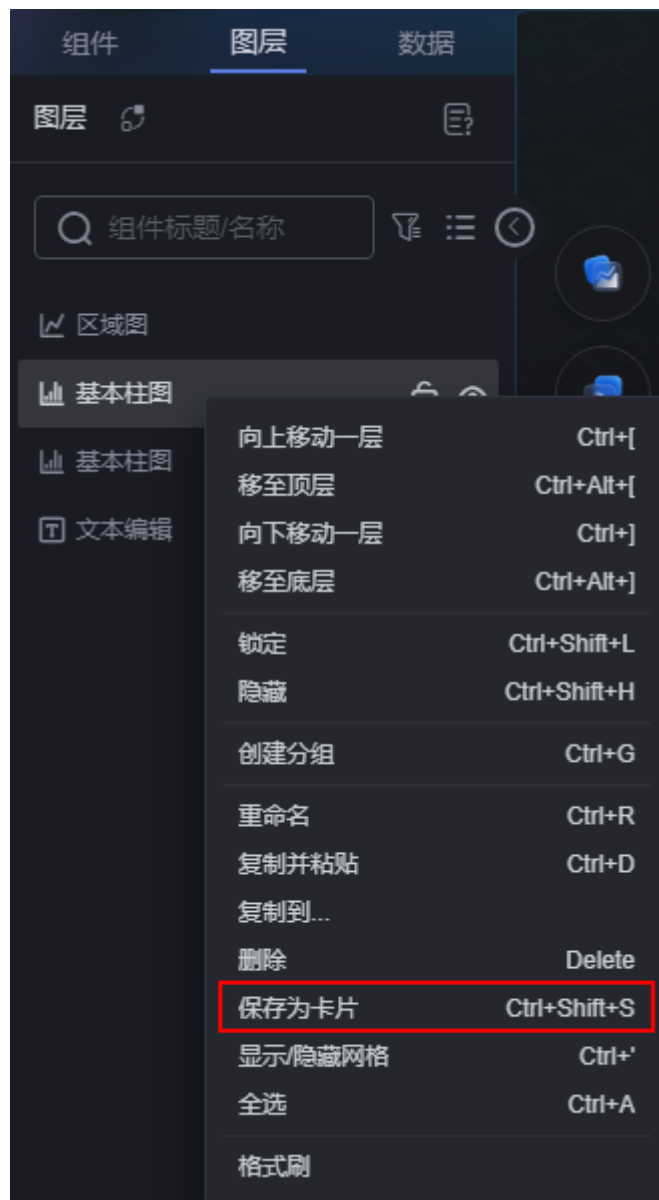 组件 图层 数据
图层
组件标题/名称
区域图
基本柱图
基本柱图
文本编辑
向上移动一层 Ctrl+[
移至顶层 Ctrl+Alt+[
向下移动一层 Ctrl+]
移至底层 Ctrl+Alt+]
锁定 Ctrl+Shift+L
隐藏 Ctrl+Shift+H
创建分组 Ctrl+G
重命名 Ctrl+R
复制并粘贴 Ctrl+D
复制到...
删除 Delete
保存为卡片 Ctrl+Shift+S
显示/隐藏网格 Ctrl+'
全选 Ctrl+A
格式刷